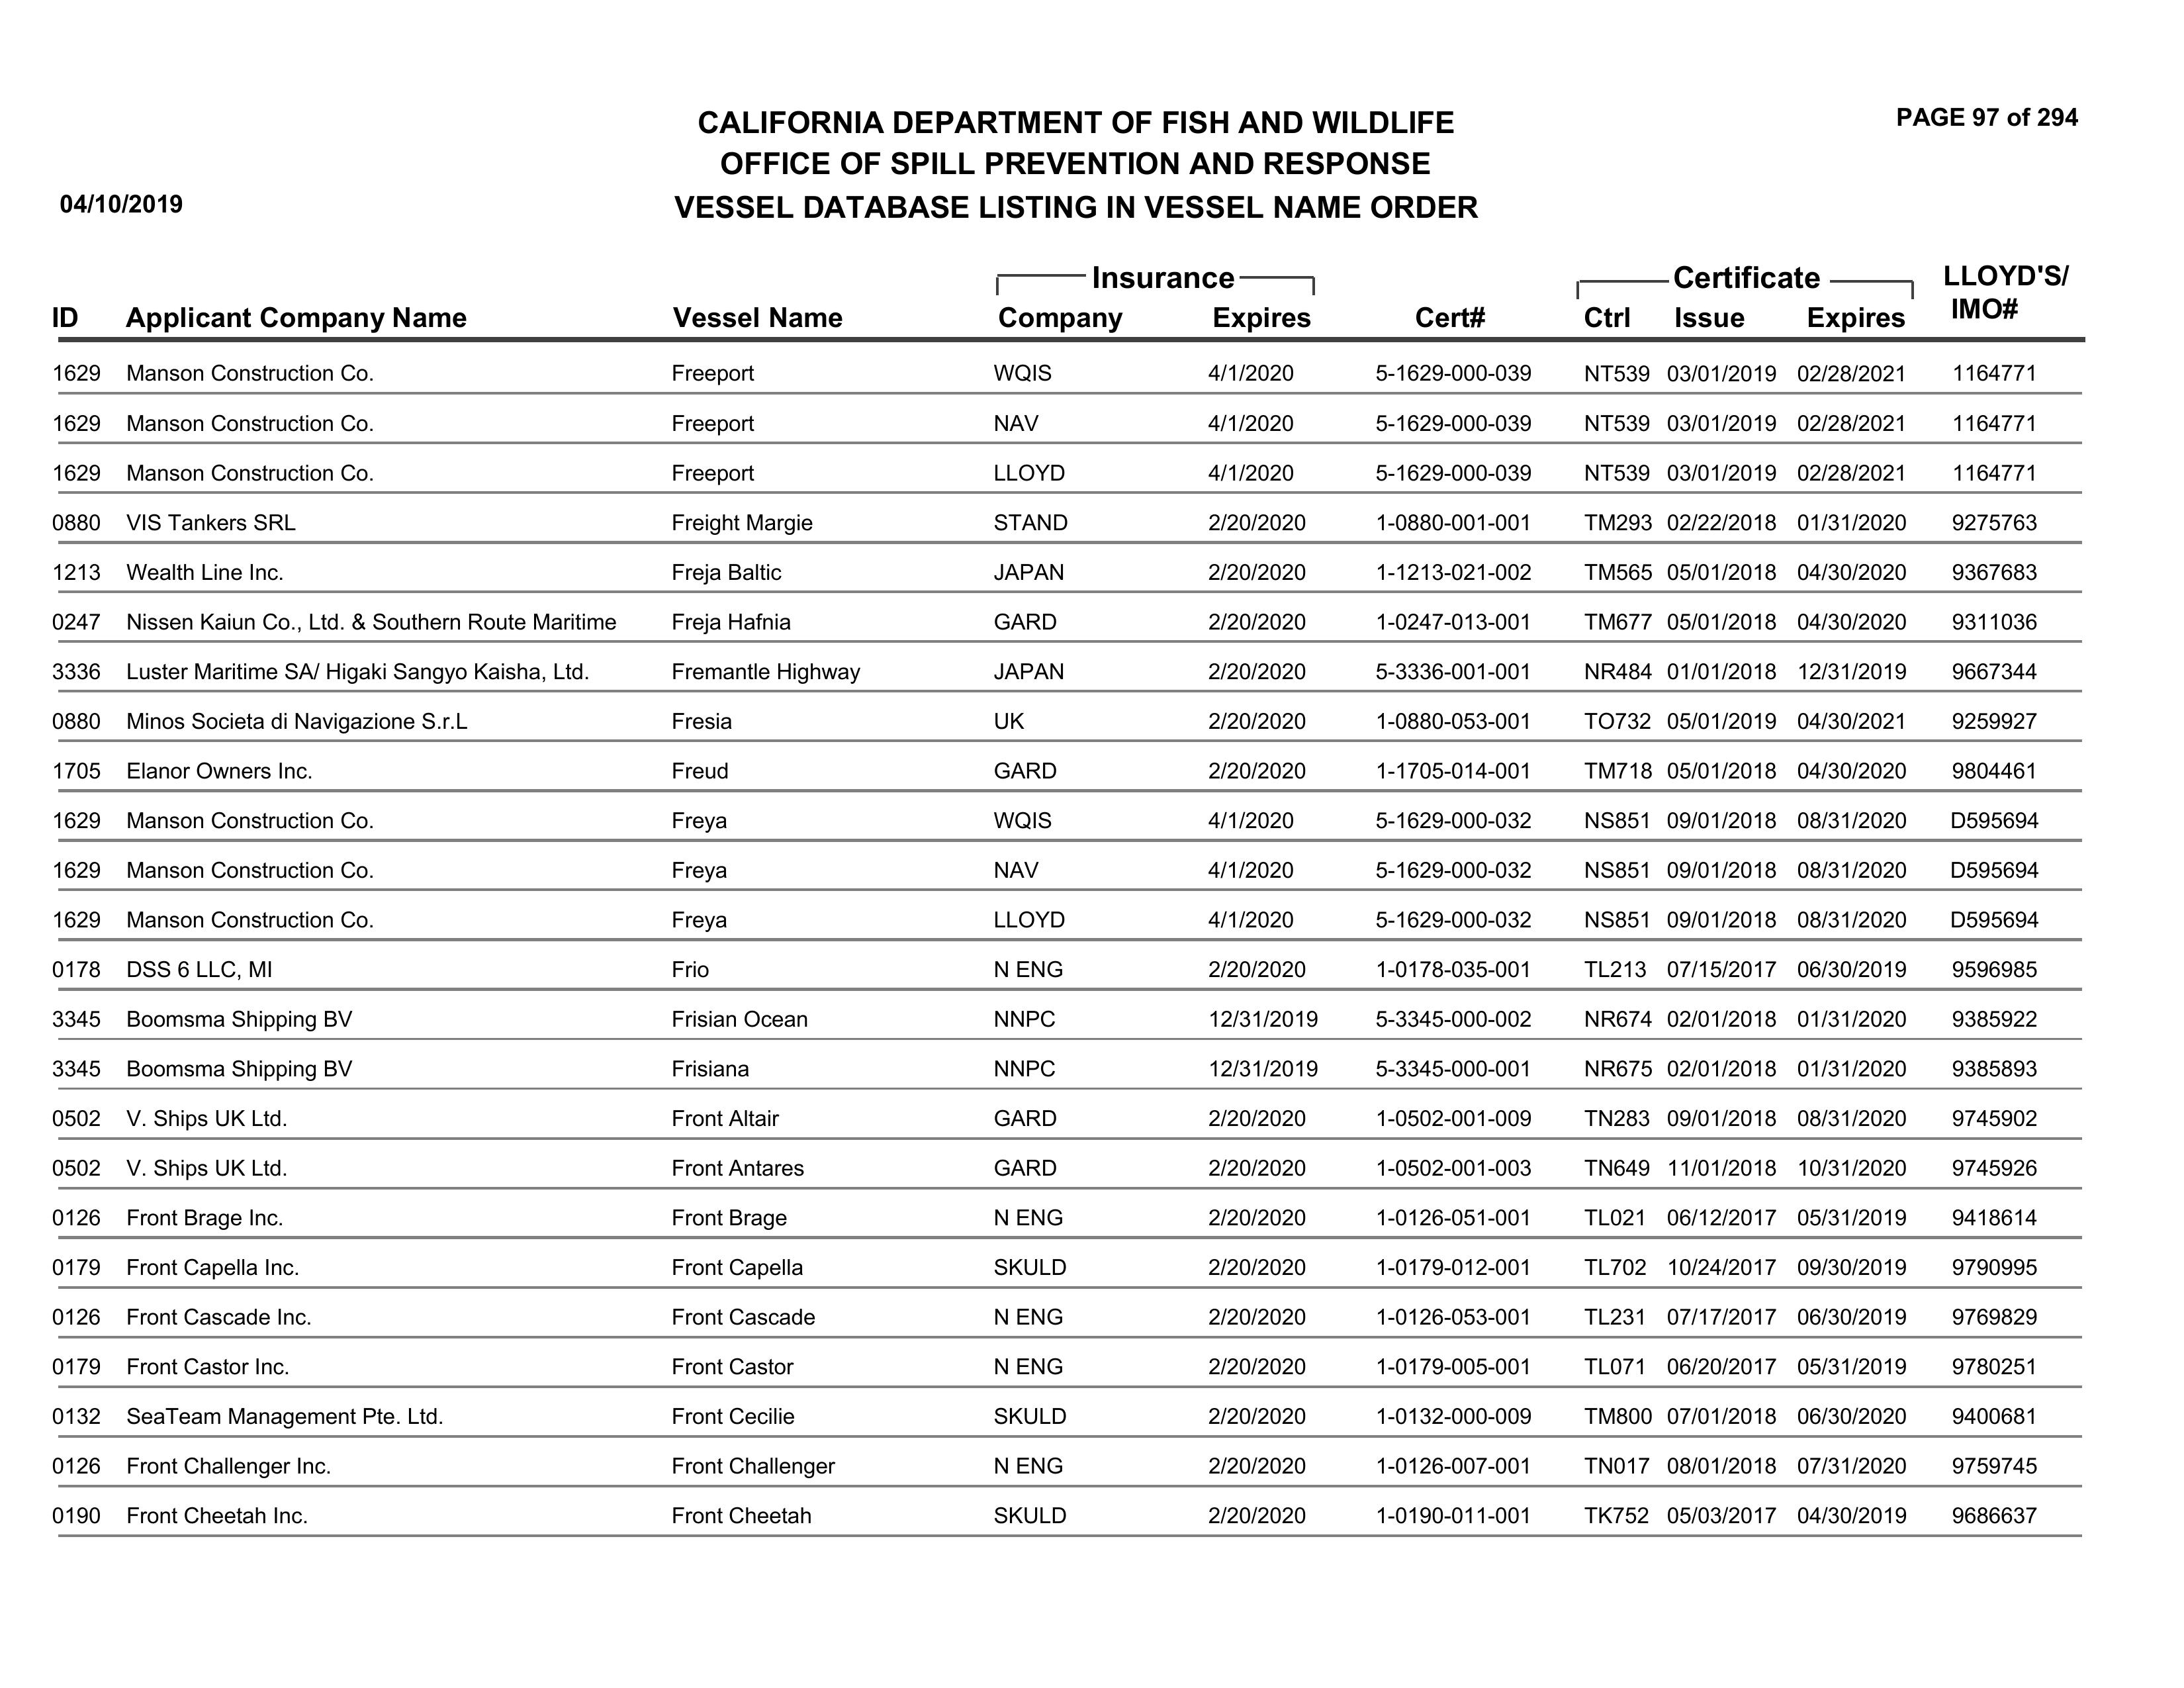 PAGE 97 of 294
CALIFORNIA DEPARTMENT OF FISH AND WILDLIFE
OFFICE OF SPILL PREVENTION AND RESPONSE
04/10/2019 VESSEL DATABASE LISTING IN VESSEL NAME ORDER
Insurance Certificate LLOYD'S/
ID Applicant Company Name Vessel Name Company Expires Cert# Ctrl Issue Expires IMO#
1629 Manson Construction Co. Freeport WQIS 4/1/2020 5-1629-000-039 NT539 03/01/2019 02/28/2021 1164771
1629 Manson Construction Co. Freeport NAV 4/1/2020 5-1629-000-039 NT539 03/01/2019 02/28/2021 1164771
1629 Manson Construction Co. Freeport LLOYD 4/1/2020 5-1629-000-039 NT539 03/01/2019 02/28/2021 1164771
0880 VIS Tankers SRL Freight Margie STAND 2/20/2020 1-0880-001-001 TM293 02/22/2018 01/31/2020 9275763
1213 Wealth Line Inc. Freja Baltic JAPAN 2/20/2020 1-1213-021-002 TM565 05/01/2018 04/30/2020 9367683
0247 Nissen Kaiun Co., Ltd. & Southern Route Maritime Freja Hafnia GARD 2/20/2020 1-0247-013-001 TM677 05/01/2018 04/30/2020 9311036
3336 Luster Maritime SA/ Higaki Sangyo Kaisha, Ltd. Fremantle Highway JAPAN 2/20/2020 5-3336-001-001 NR484 01/01/2018 12/31/2019 9667344
0880 Minos Societa di Navigazione S.r.L Fresia UK 2/20/2020 1-0880-053-001 TO732 05/01/2019 04/30/2021 9259927
1705 Elanor Owners Inc. Freud GARD 2/20/2020 1-1705-014-001 TM718 05/01/2018 04/30/2020 9804461
1629 Manson Construction Co. Freya WQIS 4/1/2020 5-1629-000-032 NS851 09/01/2018 08/31/2020 D595694
1629 Manson Construction Co. Freya NAV 4/1/2020 5-1629-000-032 NS851 09/01/2018 08/31/2020 D595694
1629 Manson Construction Co. Freya LLOYD 4/1/2020 5-1629-000-032 NS851 09/01/2018 08/31/2020 D595694
0178 DSS 6 LLC, MI Frio N ENG 2/20/2020 1-0178-035-001 TL213 07/15/2017 06/30/2019 9596985
3345 Boomsma Shipping BV Frisian Ocean NNPC 12/31/2019 5-3345-000-002 NR674 02/01/2018 01/31/2020 9385922
3345 Boomsma Shipping BV Frisiana NNPC 12/31/2019 5-3345-000-001 NR675 02/01/2018 01/31/2020 9385893
0502 V. Ships UK Ltd. Front Altair GARD 2/20/2020 1-0502-001-009 TN283 09/01/2018 08/31/2020 9745902
0502 V. Ships UK Ltd. Front Antares GARD 2/20/2020 1-0502-001-003 TN649 11/01/2018 10/31/2020 9745926
0126 Front Brage Inc. Front Brage N ENG 2/20/2020 1-0126-051-001 TL021 06/12/2017 05/31/2019 9418614
0179 Front Capella Inc. Front Capella SKULD 2/20/2020 1-0179-012-001 TL702 10/24/2017 09/30/2019 9790995
0126 Front Cascade Inc. Front Cascade N ENG 2/20/2020 1-0126-053-001 TL231 07/17/2017 06/30/2019 9769829
0179 Front Castor Inc. Front Castor N ENG 2/20/2020 1-0179-005-001 TL071 06/20/2017 05/31/2019 9780251
0132 SeaTeam Management Pte. Ltd. Front Cecilie SKULD 2/20/2020 1-0132-000-009 TM800 07/01/2018 06/30/2020 9400681
0126 Front Challenger Inc. Front Challenger N ENG 2/20/2020 1-0126-007-001 TN017 08/01/2018 07/31/2020 9759745
0190 Front Cheetah Inc. Front Cheetah SKULD 2/20/2020 1-0190-011-001 TK752 05/03/2017 04/30/2019 9686637